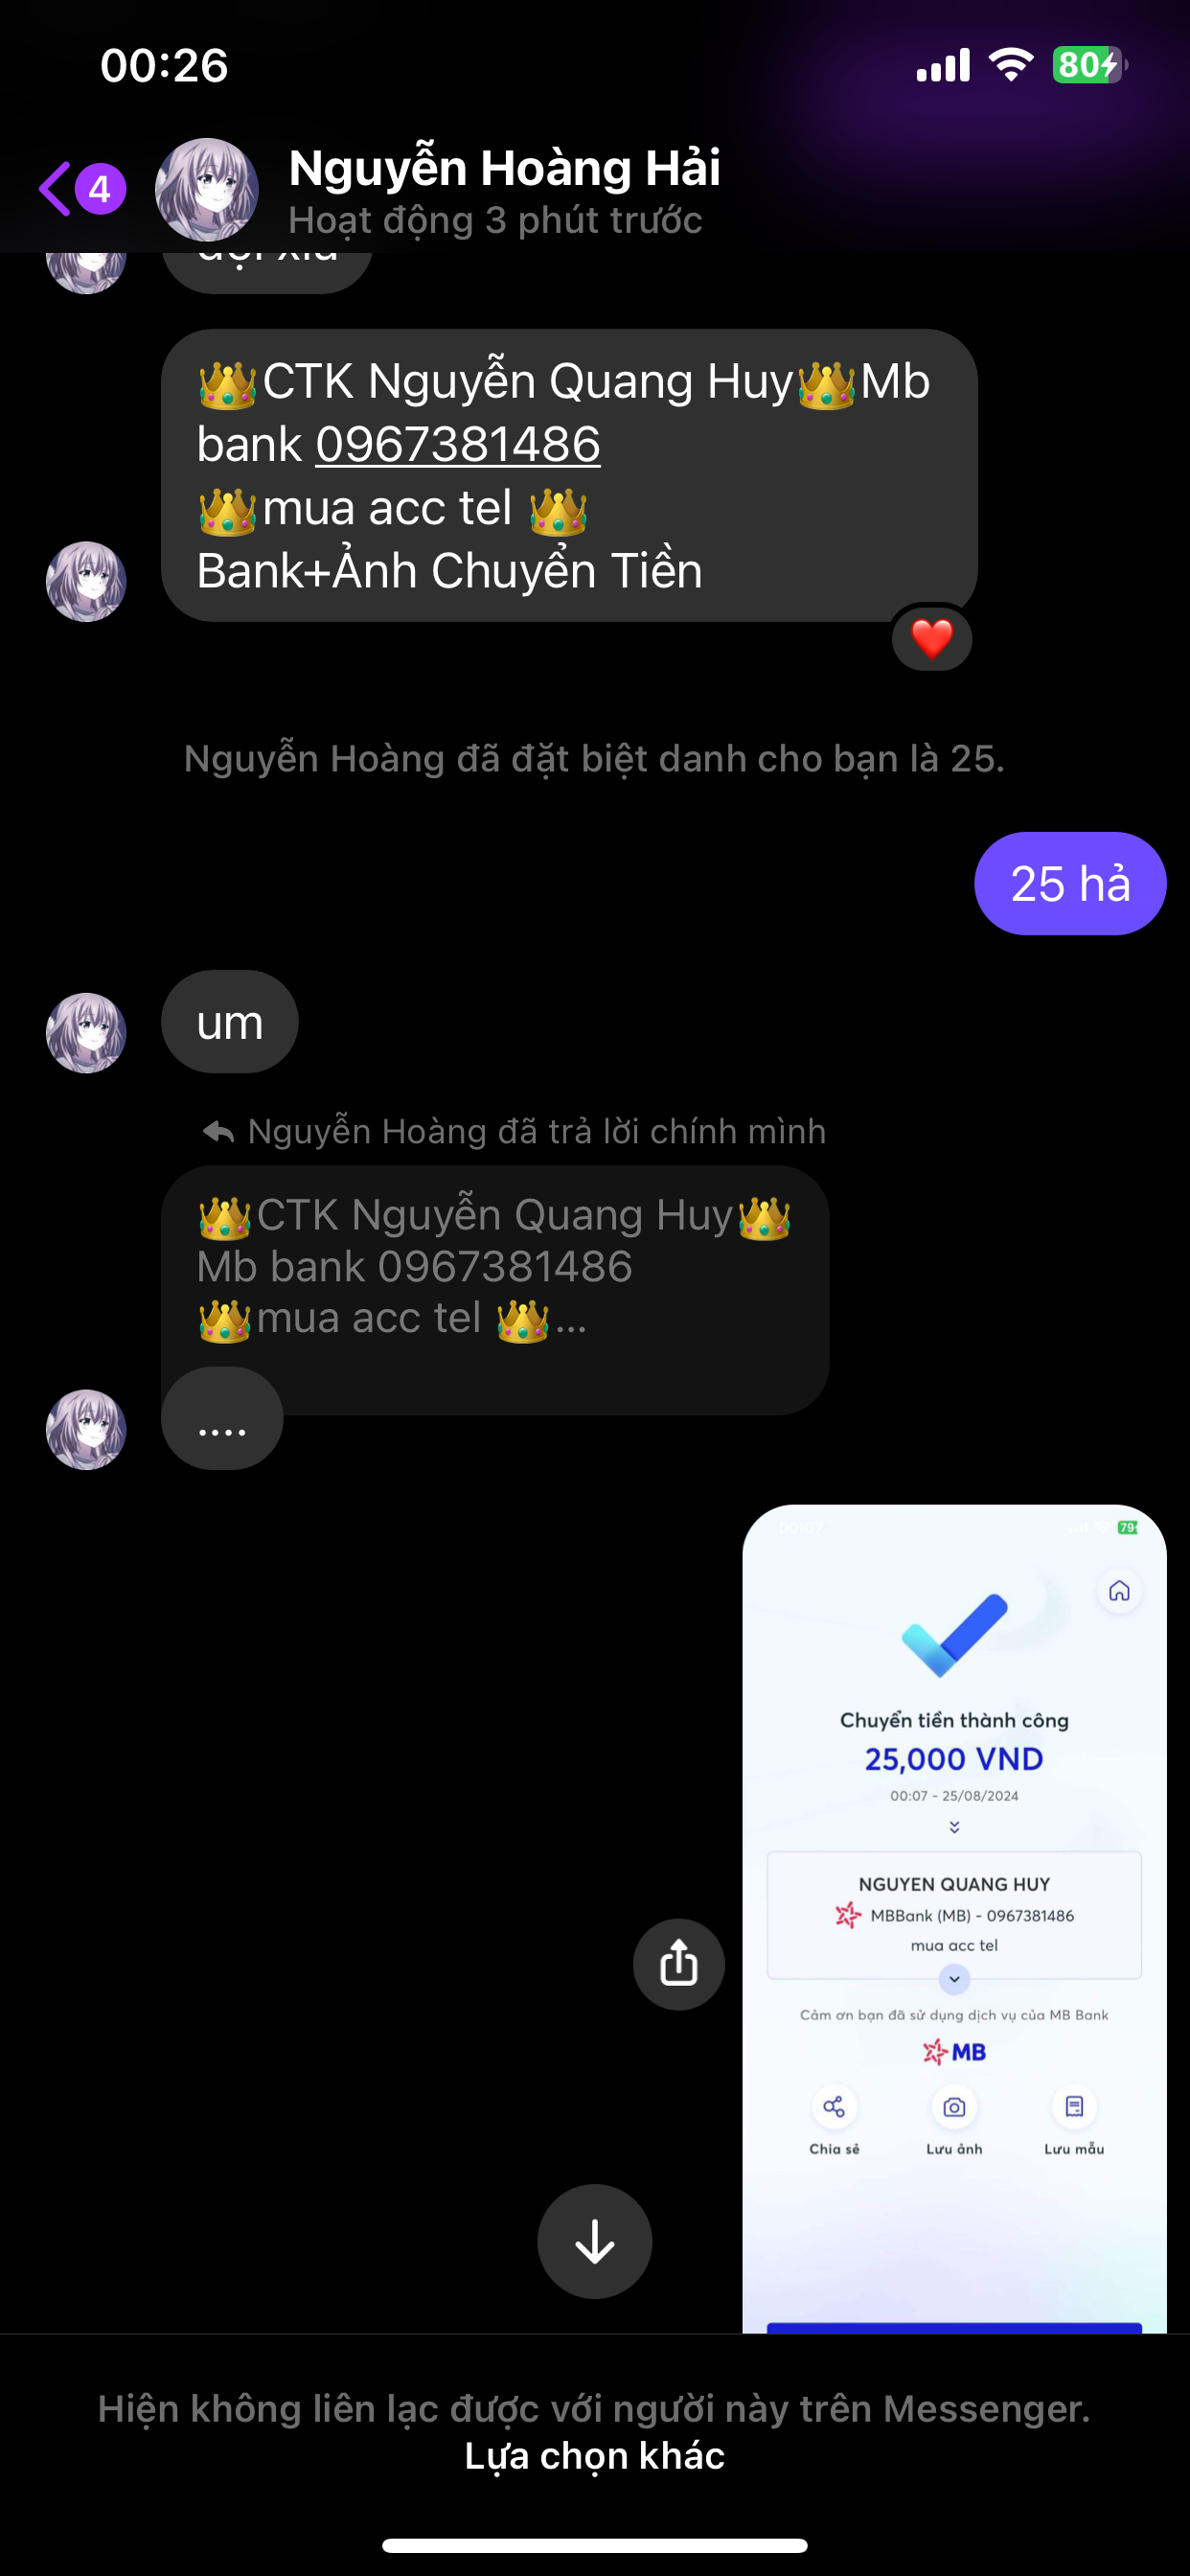 00:26
80
4
Nguyễn Hoàng Hải
Hoạt động 3 phút trước
đợi xíu
👑CTK Nguyễn Quang Huy👑Mb
bank 0967381486
👑mua acc tel 👑
Bank+Ảnh Chuyển Tiền
Nguyễn Hoàng đã đặt biệt danh cho bạn là 25.
25 hả
um
Nguyễn Hoàng đã trả lời chính mình
👑CTK Nguyễn Quang Huy👑
Mb bank 0967381486
👑mua acc tel 👑...
....
00:07
79
Chuyển tiền thành công
25,000 VND
00:07 - 25/08/2024
NGUYEN QUANG HUY
MBBank (MB) - 0967381486
mua acc tel
Cảm ơn bạn đã sử dụng dịch vụ của MB Bank
MB
Chia sẻ
Lưu ảnh
Lưu mẫu
Hiện không liên lạc được với người này trên Messenger.
Lựa chọn khác